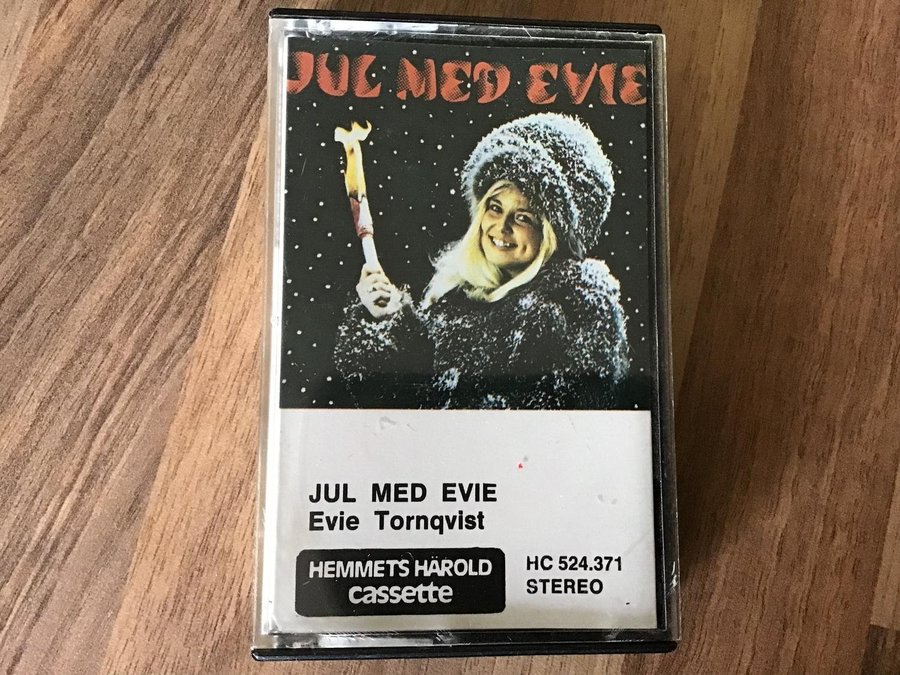 JUL MED EVIE
JUL MED EVIE
Evie Tornqvist
HEMMETS HÄROLD
cassette
HC 524.371
STEREO